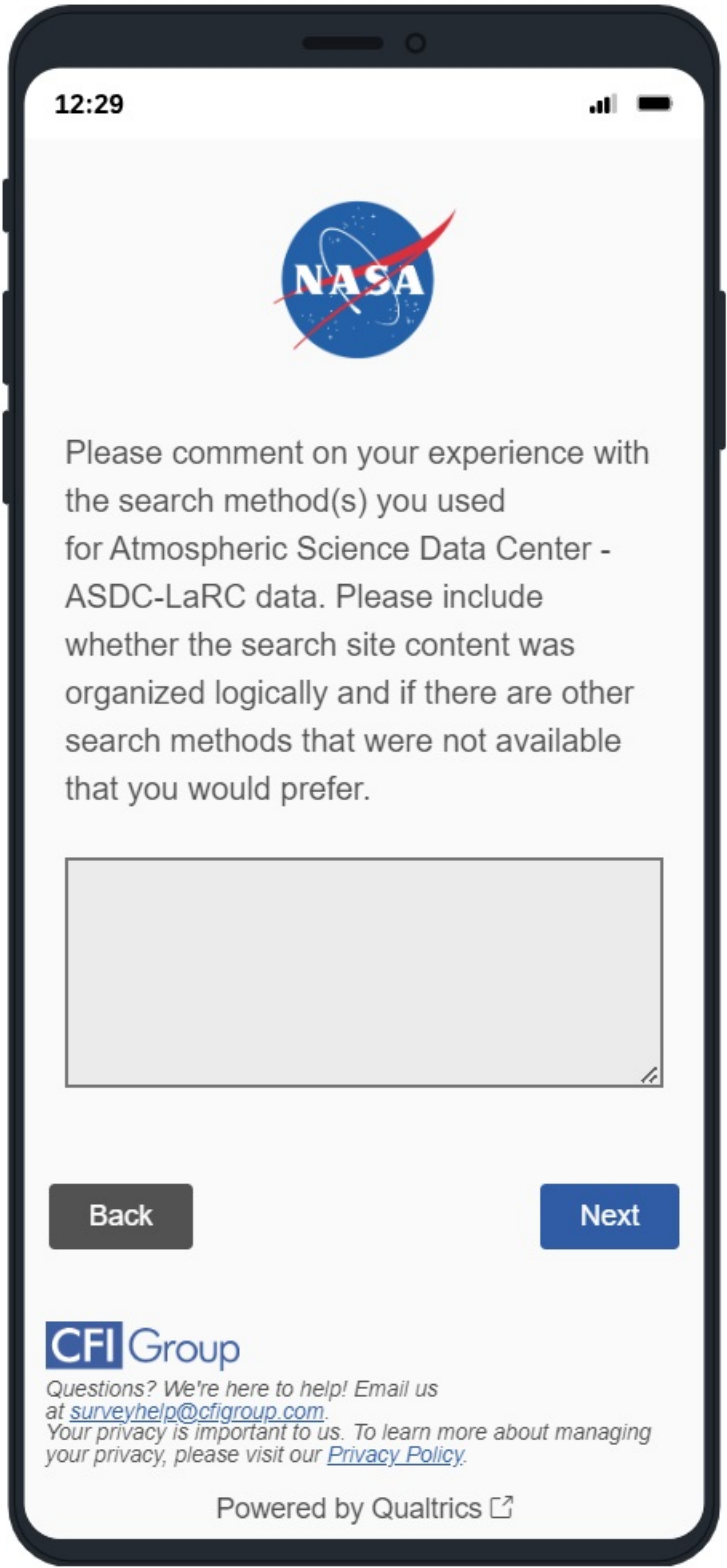 12:29
NASA
Please comment on your experience with
the search method(s) you used
for Atmospheric Science Data Center -
ASDC-LaRC data. Please include
whether the search site content was
organized logically and if there are other
search methods that were not available
that you would prefer.
Back
Next
CFI Group
Questions? We're here to help! Email us
at surveyhelp@cfigroup.com.
Your privacy is important to us. To learn more about managing
your privacy, please visit our Privacy Policy.
Powered by Qualtrics